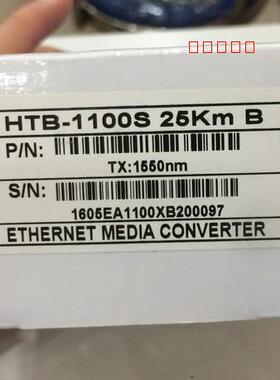 HTB-1100S 25Km B
P/N:
TX:1550nm
S/N:
1605EA1100XB200097
ETHERNET MEDIA CONVERTER